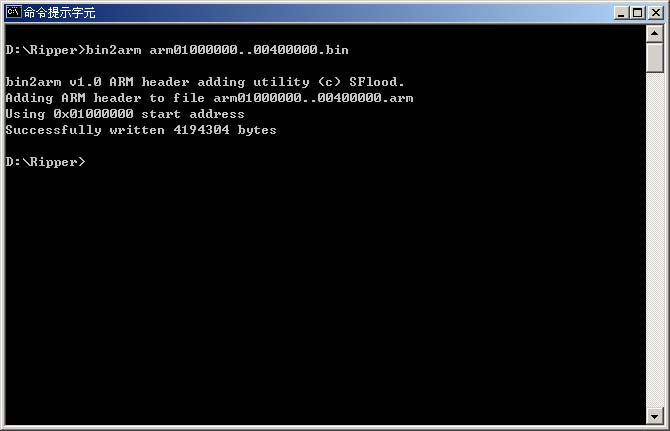 命令提示字元
D:\Ripper>bin2arm arm01000000..00400000.bin
bin2arm v1.0 ARM header adding utility (c) SFlood.
Adding ARM header to file arm01000000..00400000.arm
Using 0x01000000 start address
Successfully written 4194304 bytes
D:\Ripper>